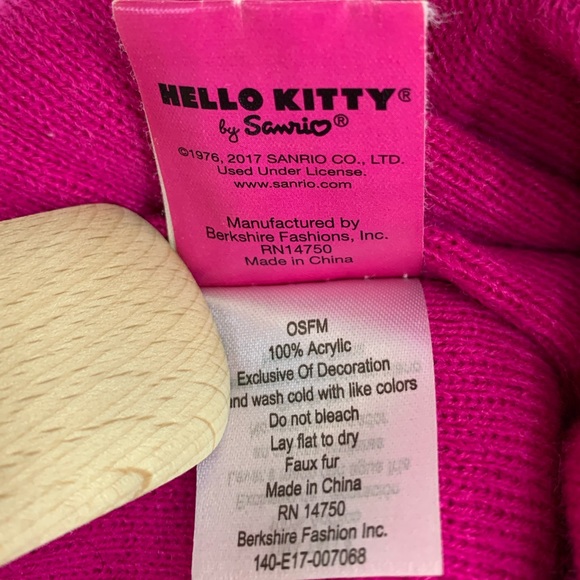 HELLO KITTY®
by Sanrio®
©1976, 2017 SANRIO CO., LTD.
Used Under License.
www.sanrio.com
Manufactured by
Berkshire Fashions, Inc.
RN14750
Made in China
OSFM
100% Acrylic
Exclusive Of Decoration
wash cold with like colors
Do not bleach
Lay flat to dry
Faux fur
Made in China
RN 14750
Berkshire Fashion Inc.
140-E17-007068